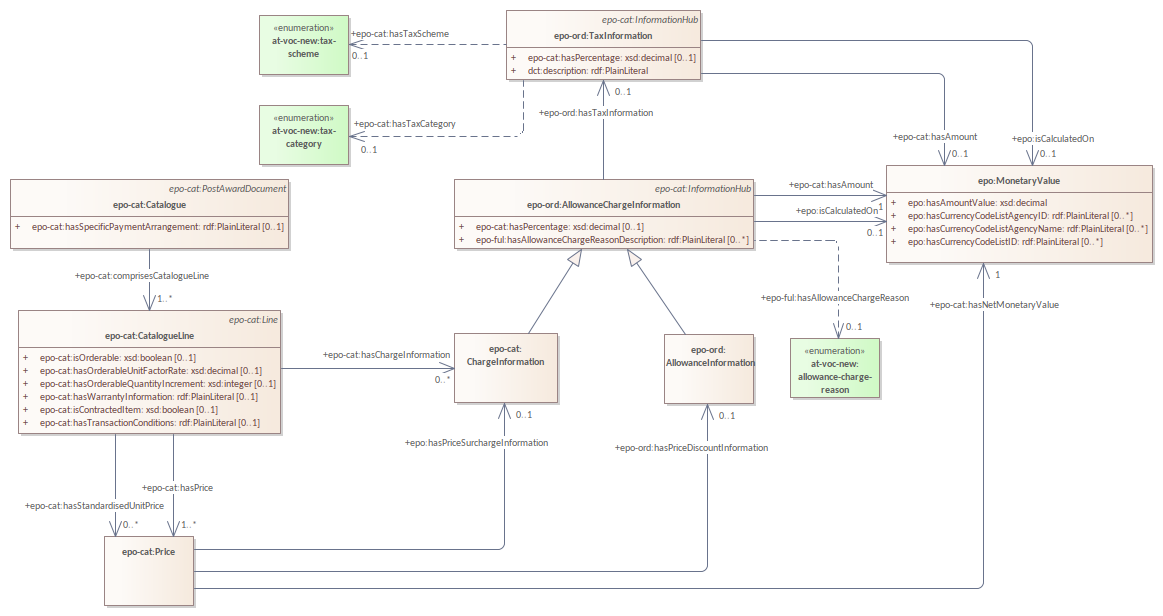 epo-cat:InformationHub
epo-ord:TaxInformation
+ epo-cat:hasPercentage: xsd:decimal [0..1]
+ dct:description: rdf:PlainLiteral
«enumeration»
at-voc-new:tax-
scheme
+epo-cat:hasTaxScheme
0..1
«enumeration»
at-voc-new:tax-
category
+epo-cat:hasTaxCategory
0..1
0..1
+epo-ord:hasTaxInformation
+epo-cat:hasAmount
0..1
+epo:isCalculatedOn
0..1
epo-cat:PostAwardDocument
epo-cat:Catalogue
+ epo-cat:hasSpecificPaymentArrangement: rdf:PlainLiteral [0..1]
epo-cat:InformationHub
epo-ord:AllowanceChargeInformation
+ epo-cat:hasPercentage: xsd:decimal [0..1]
+ epo-ful:hasAllowanceChargeReasonDescription: rdf:PlainLiteral [0..*]
+epo-cat:hasAmount
1
+epo:isCalculatedOn
0..1
epo:MonetaryValue
+ epo:hasAmountValue: xsd:decimal
+ epo:hasCurrencyCodeListAgencyID: rdf:PlainLiteral [0..*]
+ epo:hasCurrencyCodeListAgencyName: rdf:PlainLiteral [0..*]
+ epo:hasCurrencyCodeListID: rdf:PlainLiteral [0..*]
+epo-cat:comprisesCatalogueLine
1..*
+epo-ful:hasAllowanceChargeReason
0..1
1
+epo-cat:hasNetMonetaryValue
epo-cat:Line
epo-cat:CatalogueLine
+ epo-cat:isOrderable: xsd:boolean [0..1]
+ epo-cat:hasOrderableUnitFactorRate: xsd:decimal [0..1]
+ epo-cat:hasOrderableQuantityIncrement: xsd:integer [0..1]
+ epo-cat:hasWarrantyInformation: rdf:PlainLiteral [0..1]
+ epo-cat:isContractedItem: xsd:boolean [0..1]
+ epo-cat:hasTransactionConditions: rdf:PlainLiteral [0..1]
+epo-cat:hasChargeInformation
0..*
epo-cat:
ChargeInformation
epo-ord:
AllowanceInformation
«enumeration»
at-voc-new:
allowance-charge-
reason
0..1
+epo:hasPriceSurchargeInformation
0..1
+epo-ord:hasPriceDiscountInformation
+epo-cat:hasPrice
1..*
+epo-cat:hasStandardisedUnitPrice
0..*
epo-cat:Price